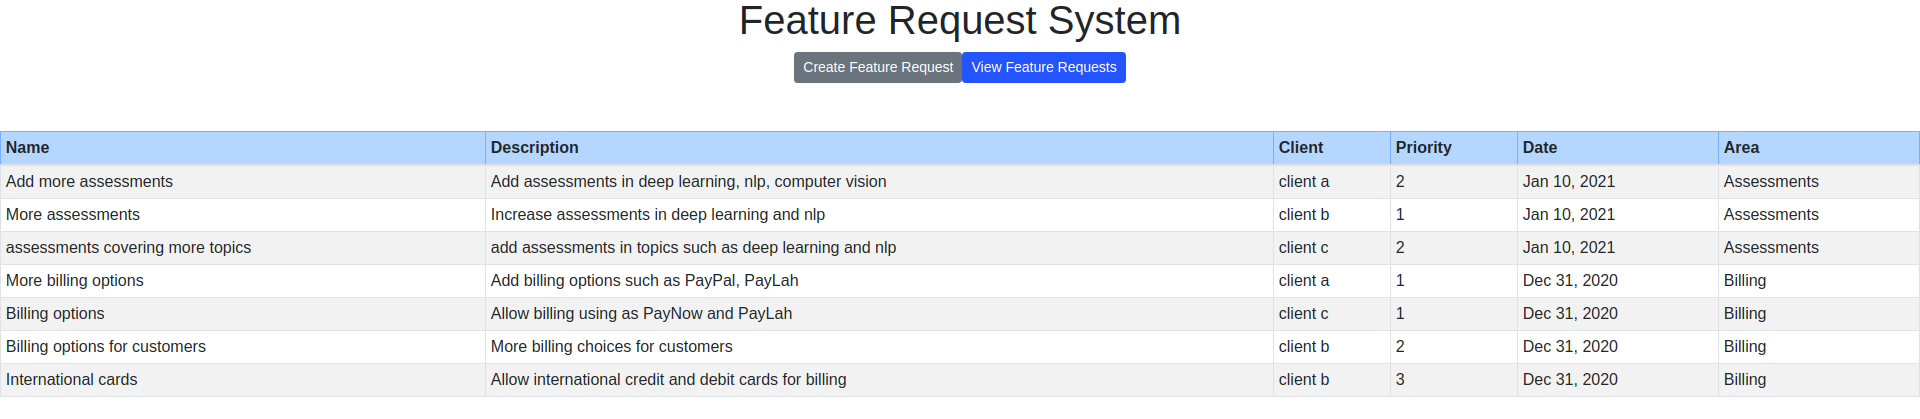 Feature Request System
Create Feature Request View Feature Requests
Name Description Client Priority Date Area
Add more assessments Add assessments in deep learning, nlp, computer vision client a 2 Jan 10, 2021 Assessments
More assessments Increase assessments in deep learning and nlp client b 1 Jan 10, 2021 Assessments
assessments covering more topics add assessments in topics such as deep learning and nlp client c 2 Jan 10, 2021 Assessments
More billing options Add billing options such as PayPal, PayLah client a 1 Dec 31, 2020 Billing
Billing options Allow billing using as PayNow and PayLah client c 1 Dec 31, 2020 Billing
Billing options for customers More billing choices for customers client b 2 Dec 31, 2020 Billing
International cards Allow international credit and debit cards for billing client b 3 Dec 31, 2020 Billing